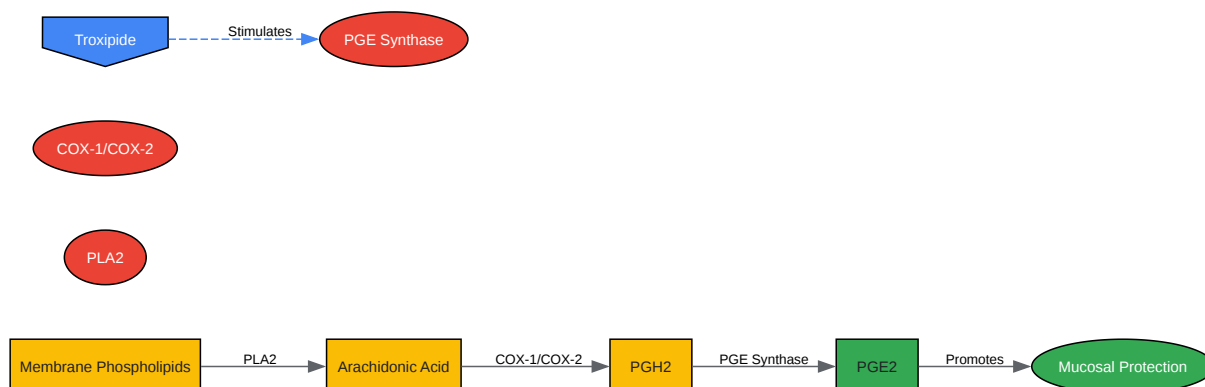 Troxipide
Stimulates
PGE Synthase
COX-1/COX-2
PLA2
Membrane Phospholipids
PLA2
Arachidonic Acid
COX-1/COX-2
PGH2
PGE Synthase
PGE2
Promotes
Mucosal Protection